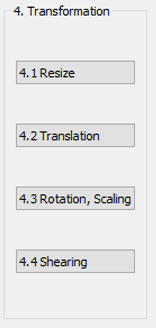 4. Transformation
4.1 Resize
4.2 Translation
4.3 Rotation, Scaling
4.4 Shearing